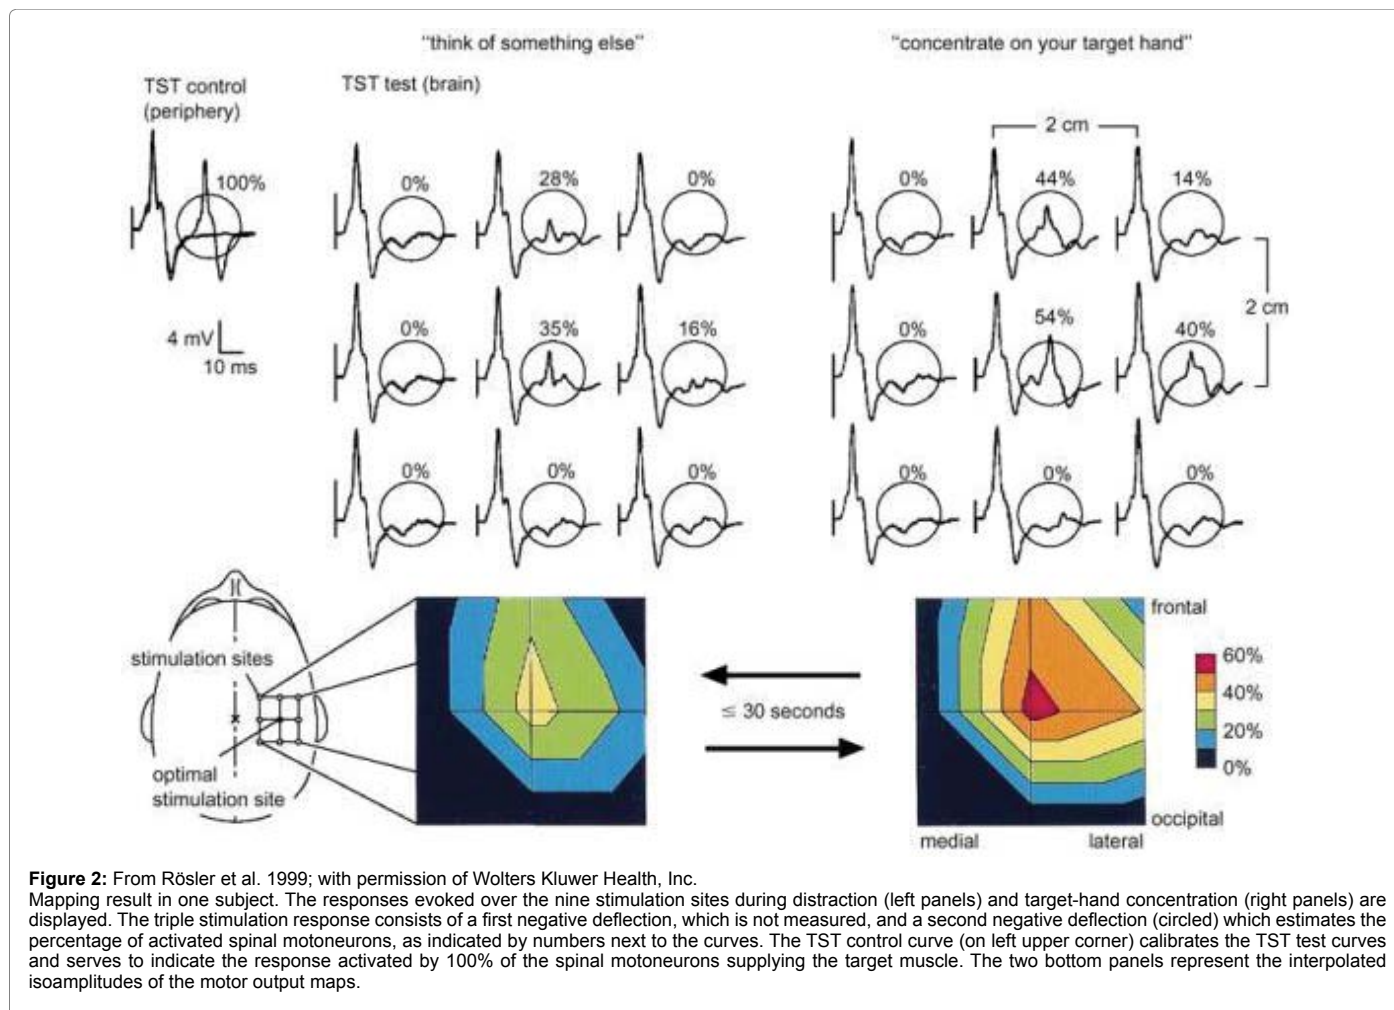 "think of something else"
"concentrate on your target hand"
TST control
(periphery)
TST test (brain)
2 cm
100%
0%
28%
0%
0%
44%
14%
4 mV
10 ms
0%
35%
16%
0%
54%
40%
2 cm
0%
0%
0%
0%
0%
0%
stimulation sites
optimal
stimulation site
≤ 30 seconds
frontal
occipital
medial
lateral
60%
40%
20%
0%
Figure 2: From Rösler et al. 1999; with permission of Wolters Kluwer Health, Inc.
Mapping result in one subject. The responses evoked over the nine stimulation sites during distraction (left panels) and target-hand concentration (right panels) are
displayed. The triple stimulation response consists of a first negative deflection, which is not measured, and a second negative deflection (circled) which estimates the
percentage of activated spinal motoneurons, as indicated by numbers next to the curves. The TST control curve (on left upper corner) calibrates the TST test curves
and serves to indicate the response activated by 100% of the spinal motoneurons supplying the target muscle. The two bottom panels represent the interpolated
isoamplitudes of the motor output maps.